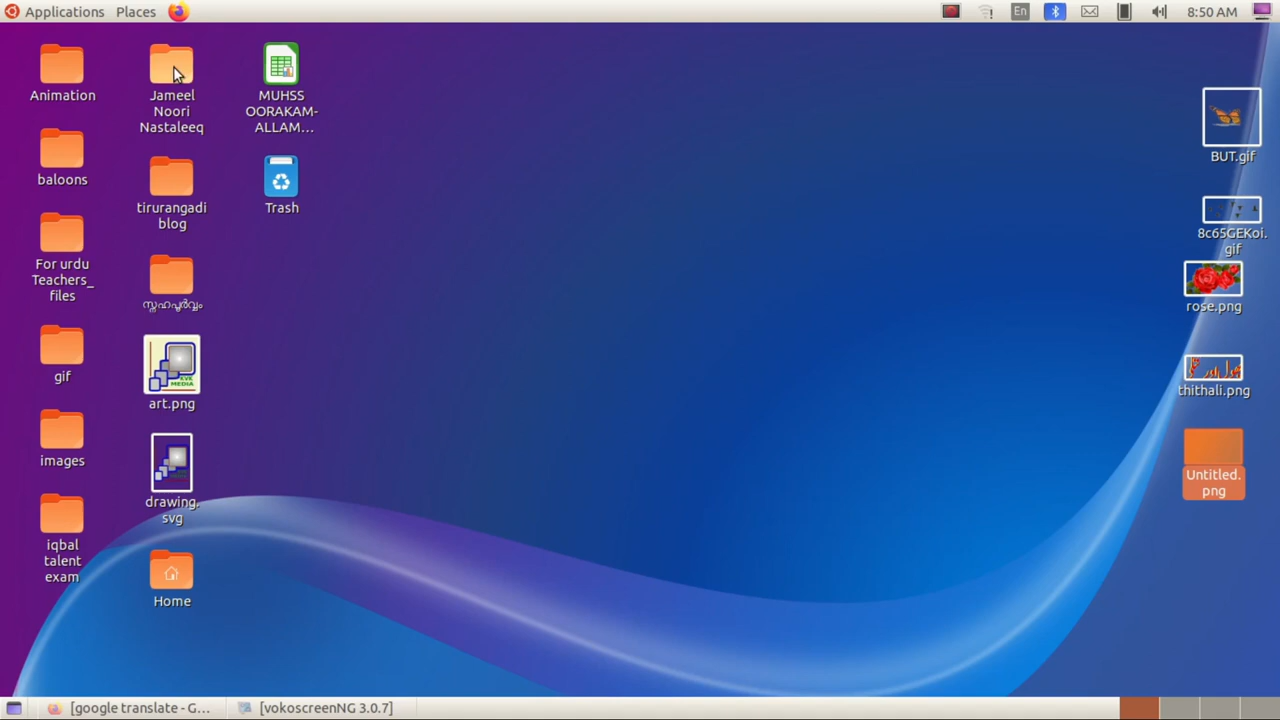 Applications Places
En
8:50 AM
Animation
baloons
For urdu
Teachers_
files
gif
images
iqbal
talent
exam
Jameel
Noori
Nastaleeq
tirurangadi
blog
സ്നേഹപൂർവ്വം
KVK
MEDIA
art.png
drawing.
svg
Home
MUHSS
OORAKAM-
ALLAM...
Trash
BUT.gif
8c65GEKoi.
gif
rose.png
thithali.png
Untitled.
png
[google translate - G...
[vokoscreenNG 3.0.7]